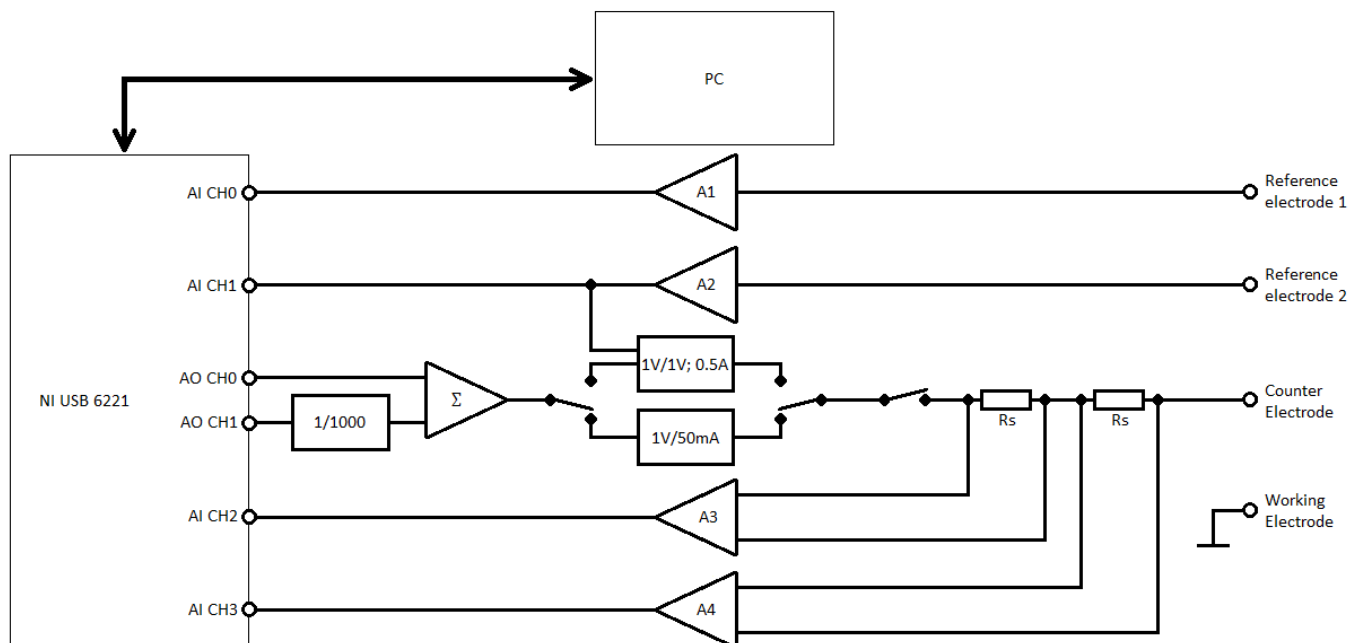 PC
AI CH0
A1
Reference
electrode 1
AI CH1
A2
Reference
electrode 2
1V/1V; 0.5A
AO CH0
NI USB 6221
Σ
Counter
Electrode
AO CH1
1/1000
1V/50mA
Rs
Rs
AI CH2
A3
Working
Electrode
AI CH3
A4